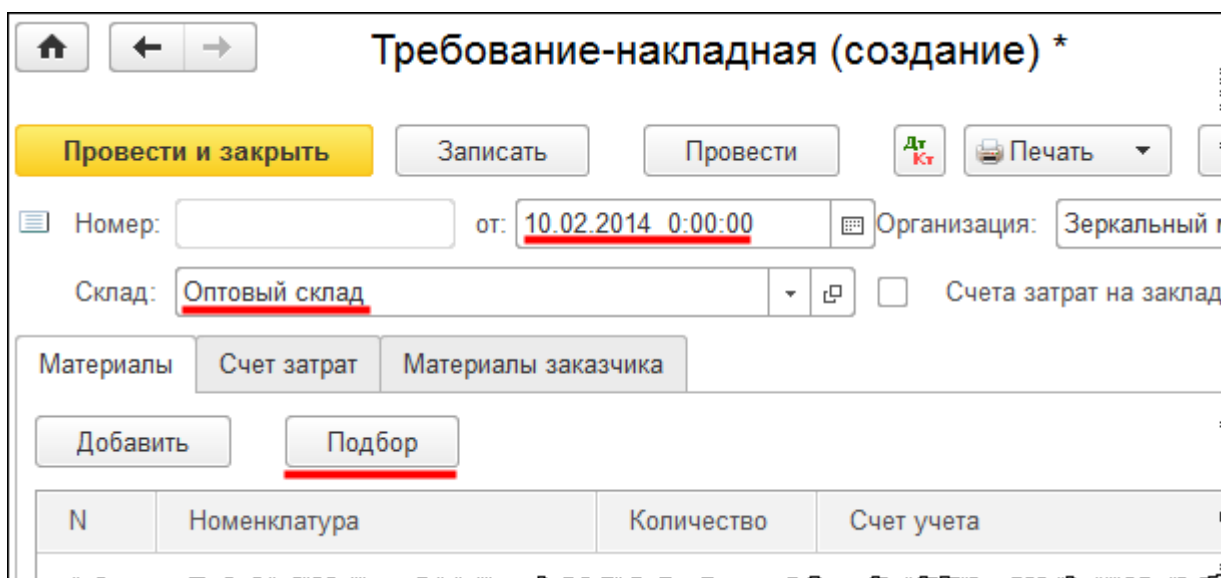 Требование-накладная (создание) *
Провести и закрыть Записать Провести Дт Кт Печать
Номер: от: 10.02.2014 0:00:00 Организация: Зеркальный
Склад: Оптовый склад Счета затрат на заклад
Материалы Счет затрат Материалы заказчика
Добавить Подбор
N Номенклатура Количество Счет учета